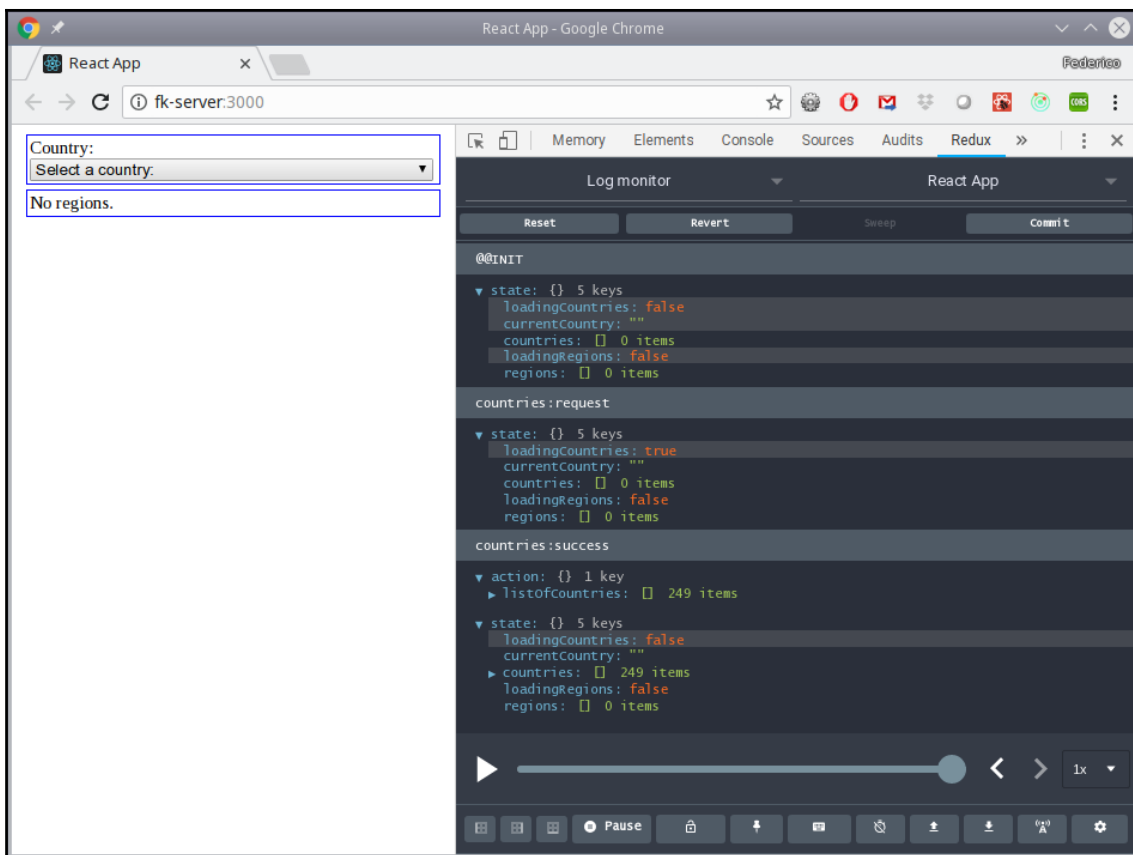 React App - Google Chrome
React App
Federico
fk-server:3000
CORS
Country:
Select a country:
No regions.
Memory Elements Console Sources Audits Redux »
Log monitor React App
Reset Revert Sweep Commit
@@INIT
state: {} 5 keys
loadingCountries: false
currentCountry: ""
countries: [] 0 items
loadingRegions: false
regions: [] 0 items
countries:request
state: {} 5 keys
loadingCountries: true
currentCountry: ""
countries: [] 0 items
loadingRegions: false
regions: [] 0 items
countries:success
action: {} 1 key
listOfCountries: [] 249 items
state: {} 5 keys
loadingCountries: false
currentCountry: ""
countries: [] 249 items
loadingRegions: false
regions: [] 0 items
1x
Pause